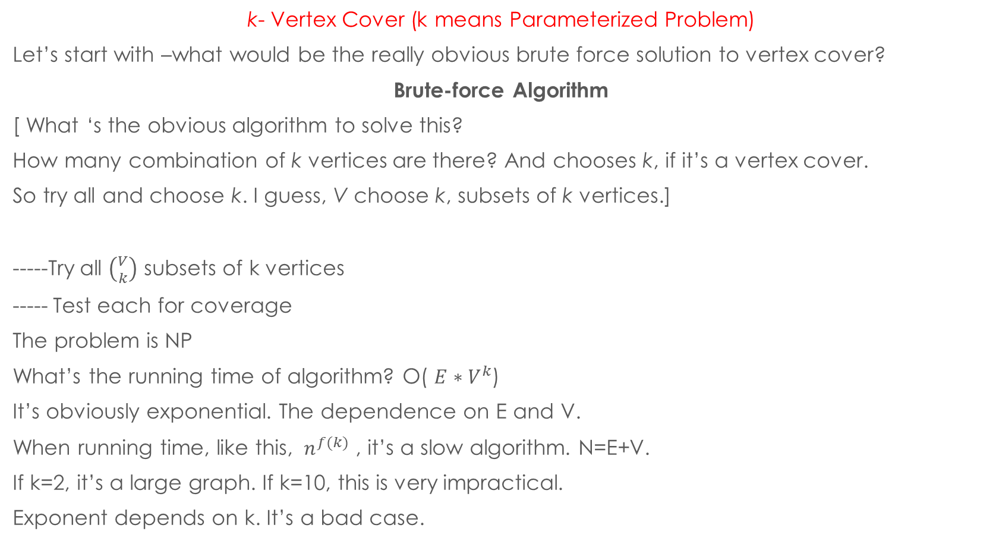 k- Vertex Cover (k means Parameterized Problem)
Let’s start with –what would be the really obvious brute force solution to vertex cover?
Brute-force Algorithm
[ What ‘s the obvious algorithm to solve this?
How many combination of k vertices are there? And chooses k, if it’s a vertex cover.
So try all and choose k. I guess, V choose k, subsets of k vertices.]
-----Try all (V k) subsets of k vertices
----- Test each for coverage
The problem is NP
What’s the running time of algorithm? O( E ∗ V^k)
It’s obviously exponential. The dependence on E and V.
When running time, like this, n^f(k) , it’s a slow algorithm. N=E+V.
If k=2, it’s a large graph. If k=10, this is very impractical.
Exponent depends on k. It’s a bad case.